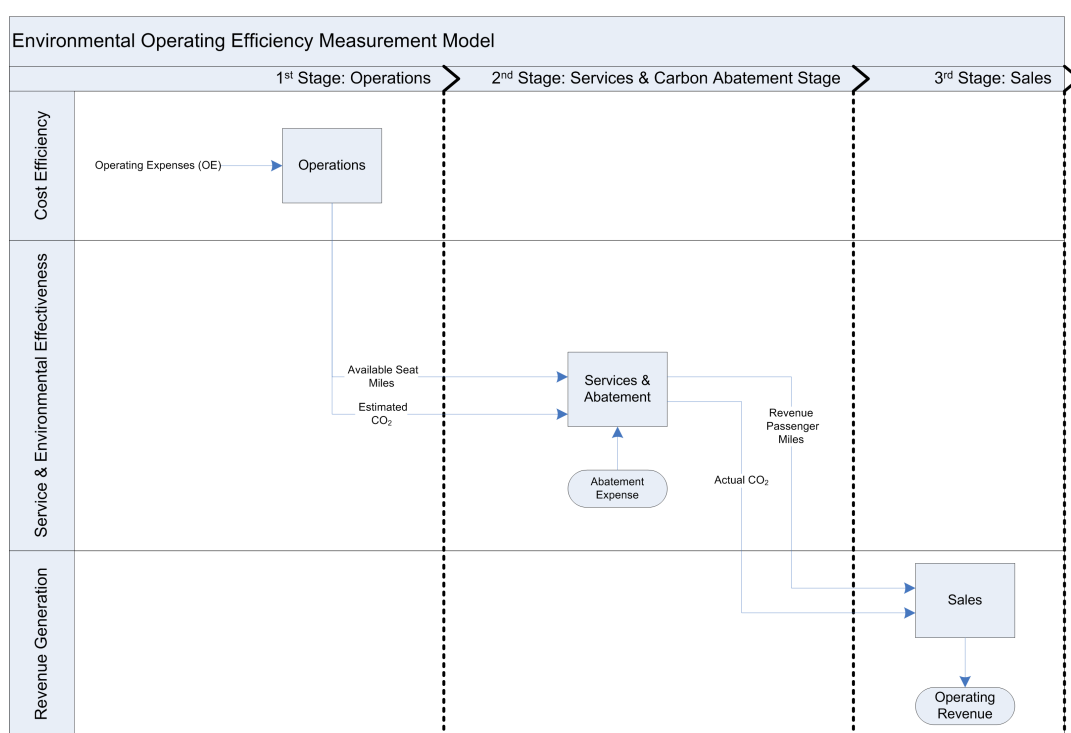 Environmental Operating Efficiency Measurement Model
1st Stage: Operations
2nd Stage: Services & Carbon Abatement Stage
3rd Stage: Sales
Cost Efficiency
Operating Expenses (OE)
Operations
Service & Environmental Effectiveness
Available Seat
Miles
Estimated
CO2
Services &
Abatement
Abatement
Expense
Revenue
Passenger
Miles
Actual CO2
Revenue Generation
Sales
Operating
Revenue